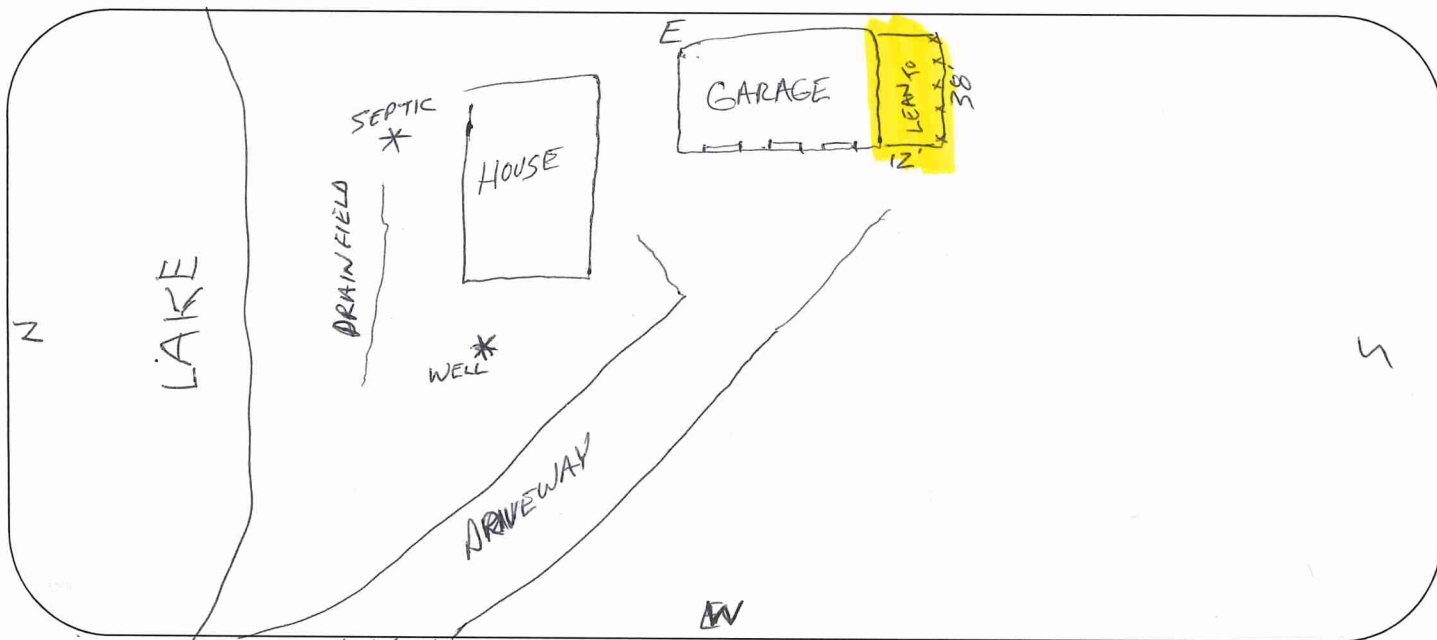 E
GARAGE
LEAN TO
38'
12'
SEPTIC
*
HOUSE
DRAINFIELD
LAKE
N
S
WELL *
DRIVEWAY
W